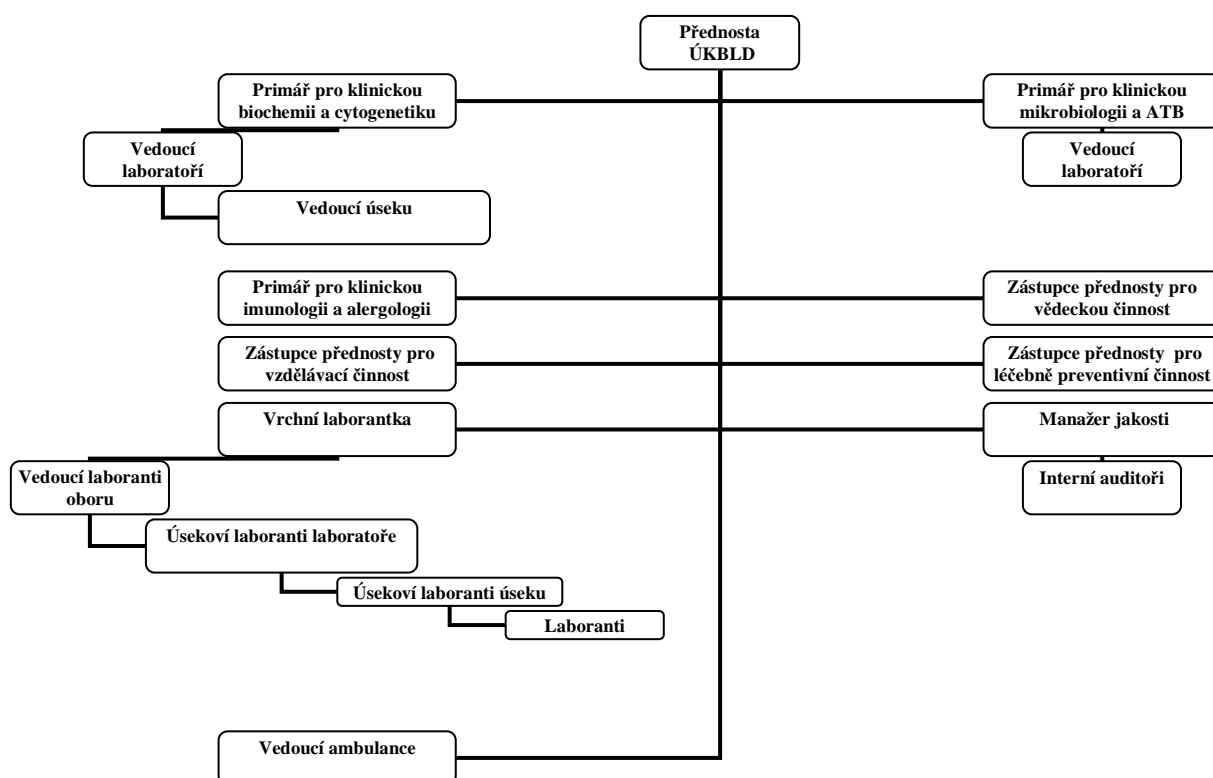 Přednosta
ÚKBLD
Primář pro klinickou
biochemii a cytogenetiku
Primář pro klinickou
mikrobiologii a ATB
Vedoucí
laboratoří
Vedoucí
laboratoří
Vedoucí úseku
Primář pro klinickou
imunologii a alergologii
Zástupce přednosty pro
vědeckou činnost
Zástupce přednosty pro
vzdělávací činnost
Zástupce přednosty pro
léčebně preventivní činnost
Vrchní laborantka
Manažer jakosti
Vedoucí laboranti
oboru
Interní auditoři
Úsekoví laboranti laboratoře
Úsekoví laboranti úseku
Laboranti
Vedoucí ambulance